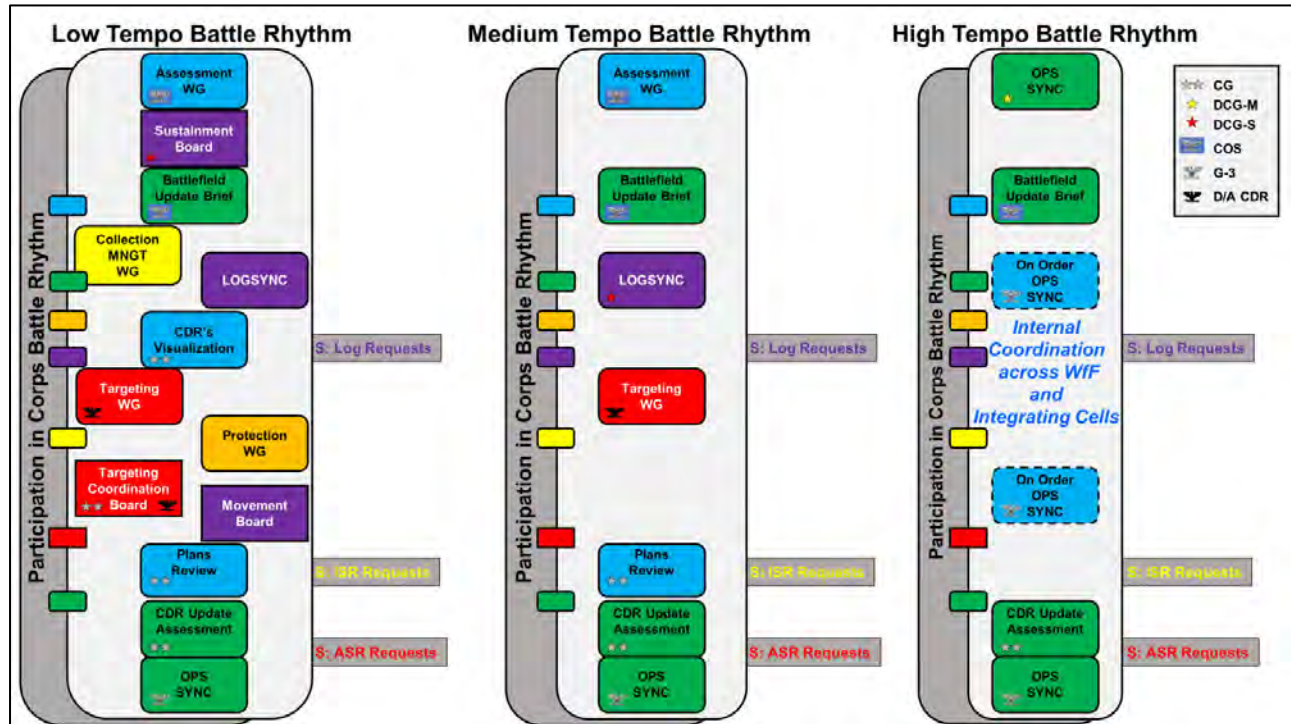 Low Tempo Battle Rhythm
Participation in Corps Battle Rhythm
Assessment
WG
Sustainment
Board
Battlefield
Update Brief
Collection
MNGT
WG
LOGSYNC
CDR's
Visualization
S: Log Requests
Targeting
WG
Protection
WG
Targeting
Coordination
Board
Movement
Board
Plans
Review
S: ISR Requests
CDR Update
Assessment
S: ASR Requests
OPS
SYNC
Medium Tempo Battle Rhythm
Participation in Corps Battle Rhythm
Assessment
WG
Battlefield
Update Brief
LOGSYNC
S: Log Requests
Targeting
WG
Plans
Review
S: ISR Requests
CDR Update
Assessment
S: ASR Requests
OPS
SYNC
High Tempo Battle Rhythm
Participation in Corps Battle Rhythm
OPS
SYNC
Battlefield
Update Brief
On Order
OPS
SYNC
Internal
Coordination
across WfF
and
Integrating Cells
S: Log Requests
On Order
OPS
SYNC
S: ISR Requests
CDR Update
Assessment
S: ASR Requests
OPS
SYNC
CG
DCG-M
DCG-S
COS
G-3
D/A CDR